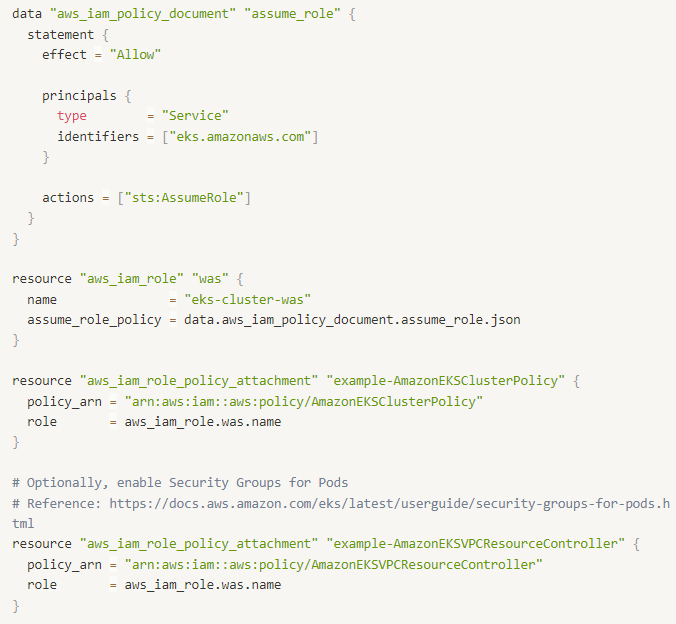 data "aws_iam_policy_document" "assume_role" {
  statement {
    effect = "Allow"

    principals {
      type        = "Service"
      identifiers = ["eks.amazonaws.com"]
    }

    actions = ["sts:AssumeRole"]
  }
}

resource "aws_iam_role" "was" {
  name               = "eks-cluster-was"
  assume_role_policy = data.aws_iam_policy_document.assume_role.json
}

resource "aws_iam_role_policy_attachment" "example-AmazonEKSClusterPolicy" {
  policy_arn = "arn:aws:iam::aws:policy/AmazonEKSClusterPolicy"
  role       = aws_iam_role.was.name
}

# Optionally, enable Security Groups for Pods
# Reference: https://docs.aws.amazon.com/eks/latest/userguide/security-groups-for-pods.h
tml
resource "aws_iam_role_policy_attachment" "example-AmazonEKSVPCResourceController" {
  policy_arn = "arn:aws:iam::aws:policy/AmazonEKSVPCResourceController"
  role       = aws_iam_role.was.name
}